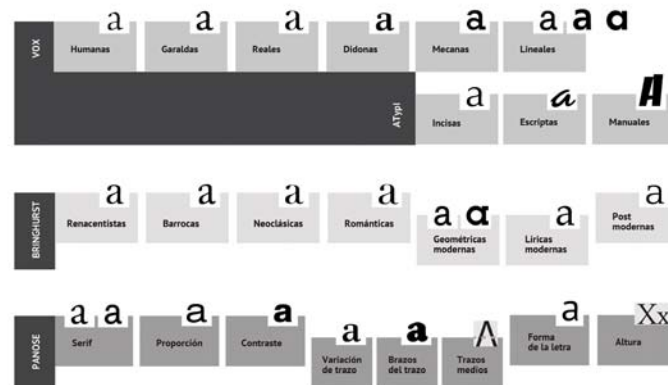 a a a a a a a a
VOX Humanas Garaldas Reales Didonas Mecanas Lineales
a a A
ATypI Incisas Escriptas Manuales
a a a a a a a a
BRINGHURST Renacentistas Barrocas Neoclásicas Románticas Geométricas Líricas Post
modernas modernas modernas
a a a a a a Λ a Xx
PANOSE Serif Proporción Contraste Variación Brazos Trazos Forma Altura
de trazo del trazo medios de la letra